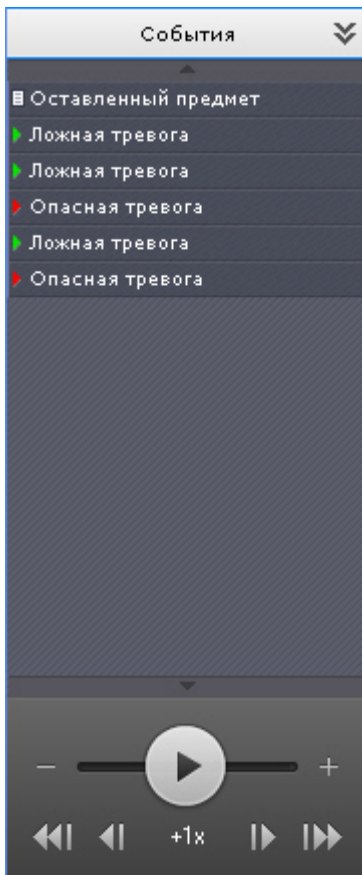 События
Оставленный предмет
Ложная тревога
Ложная тревога
Опасная тревога
Ложная тревога
Опасная тревога
+1x